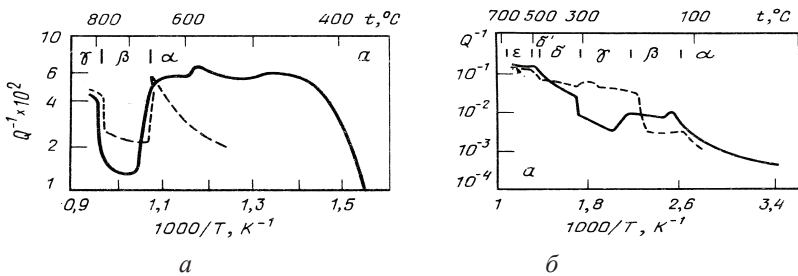 800 600 400 t,°C
γ β α а
10
6
4
2
1
Q⁻¹×10²
0,9 1,1 1,3 1,5
1000/T, К⁻¹
а
700 500 300 100 t,°C
Q⁻¹
ε δ' δ γ β α
10⁻¹
10⁻²
10⁻³
10⁻⁴
а
1 1,8 2,6 3,4
1000/T, К⁻¹
б